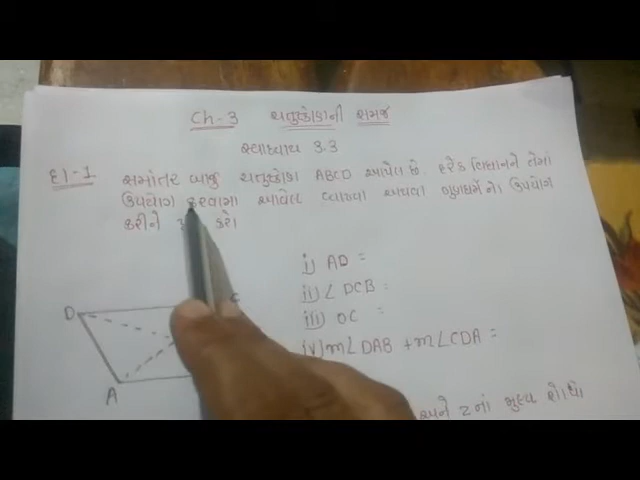 Ch-3 ચતુષ્કોણની સમજ
સ્વાધ્યાય 3.3
દા-1 સમાંતર બાજુ ચતુષ્કોણ ABCD આપેલ છે. દરેક વિધાનને તેમાં
ઉપયોગ કરવામા આવેલ વ્યાખ્યા અથવા ગુણધર્મ નો ઉપયોગ
કરીને કરો
i) AD =
ii) ∠ DCB =
iii) OC =
iv) m∠DAB + m∠CDA =
D
C
A
અને z નાં મુલ્ય શોધો